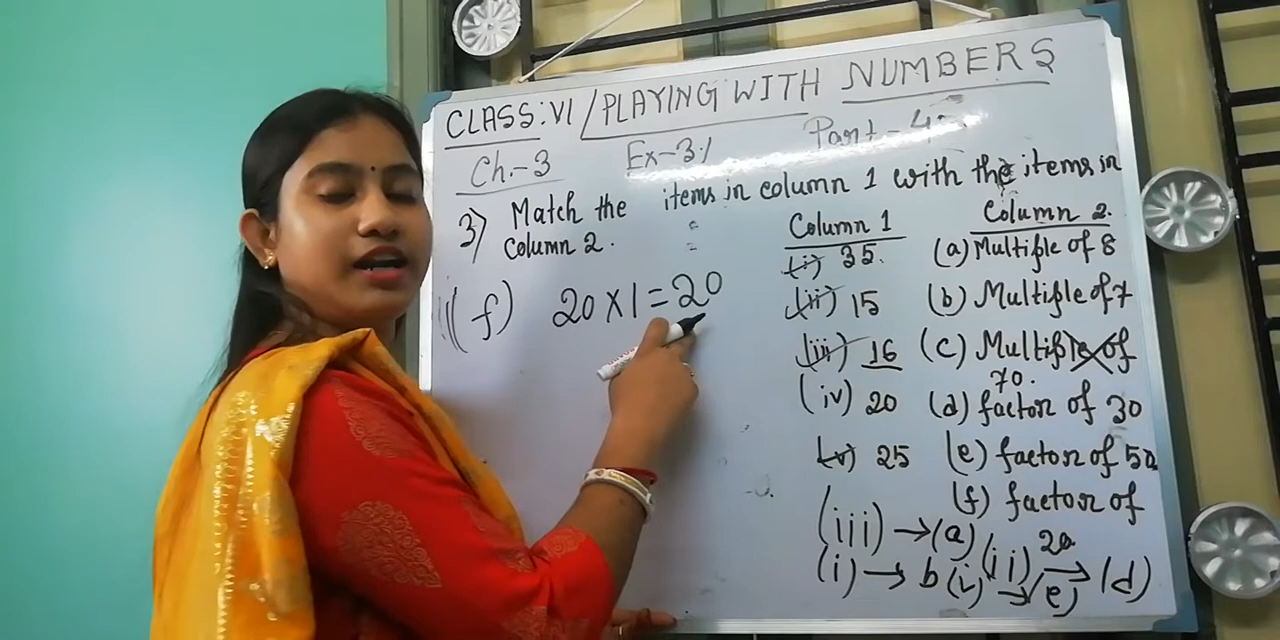 CLASS: VI / PLAYING WITH NUMBERS
Ch.-3 Ex-3.1 Part-4
3) Match the items in column 1 with the items in
Column 2.
Column 1 Column 2.
(i) 35. (a) Multiple of 8
(ii) 15 (b) Multiple of 7
(iii) 16 (c) Multiple of
70.
(iv) 20 (d) factor of 30
(v) 25 (e) factor of 50
(f) factor of
20
(f) 20 × 1 = 20
(iii) → (a) (ii) → (d)
(i) → b (v) → (e)